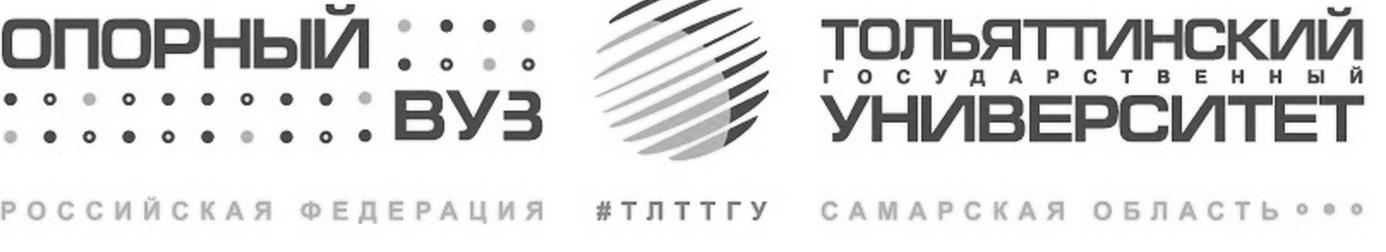 ОПОРНЫЙ
ВУЗ
РОССИЙСКАЯ ФЕДЕРАЦИЯ
#ТЛТТГУ
ТОЛЬЯТТИНСКИЙ
ГОСУДАРСТВЕННЫЙ
УНИВЕРСИТЕТ
САМАРСКАЯ ОБЛАСТЬ